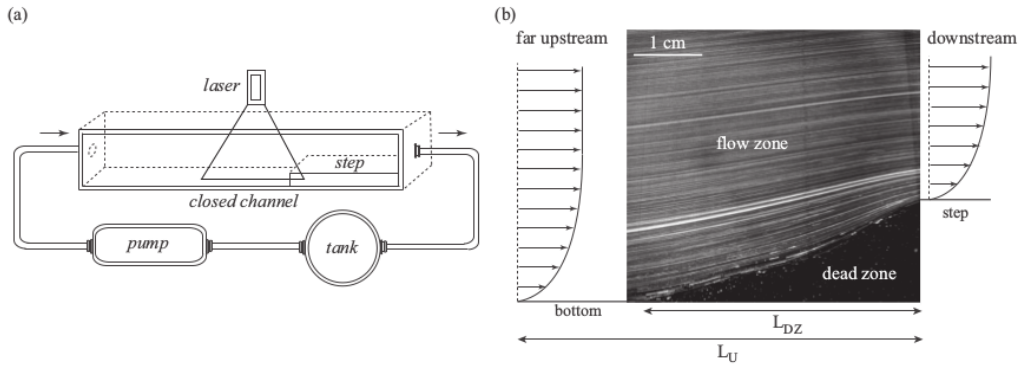 (a)
laser
step
closed channel
pump
tank
(b)
far upstream
1 cm
downstream
flow zone
step
dead zone
bottom
L_DZ
L_U